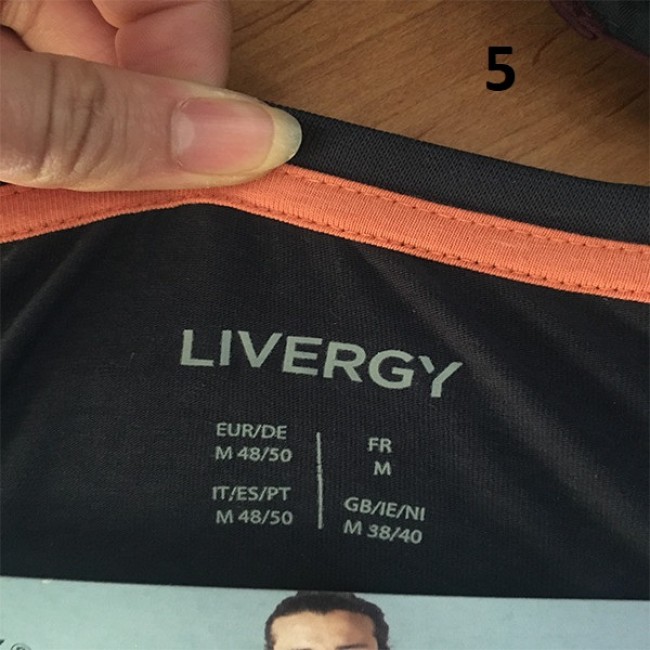 5
LIVERGY
EUR/DE
M 48/50
FR
M
IT/ES/PT
M 48/50
GB/IE/NI
M 38/40